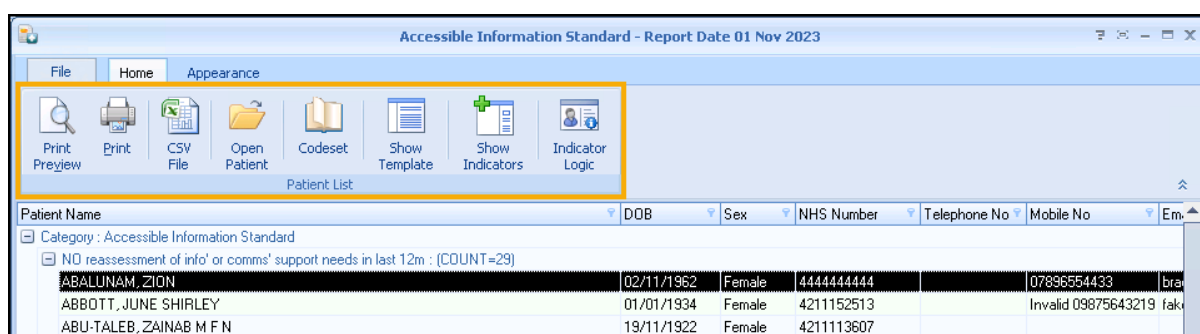 Accessible Information Standard - Report Date 01 Nov 2023
File Home Appearance
Print Preview Print CSV File Open Patient Codeset Show Template Show Indicators Indicator Logic
Patient List
Patient Name DOB Sex NHS Number Telephone No Mobile No Em
Category : Accessible Information Standard
NO reassessment of info' or comms' support needs in last 12m : (COUNT=29)
ABALUNAM, ZION 02/11/1962 Female 4444444444 07896554433 bra
ABBOTT, JUNE SHIRLEY 01/01/1934 Female 4211152513 Invalid 09875643219 fak
ABU-TALEB, ZAINAB M F N 19/11/1922 Female 4211113607